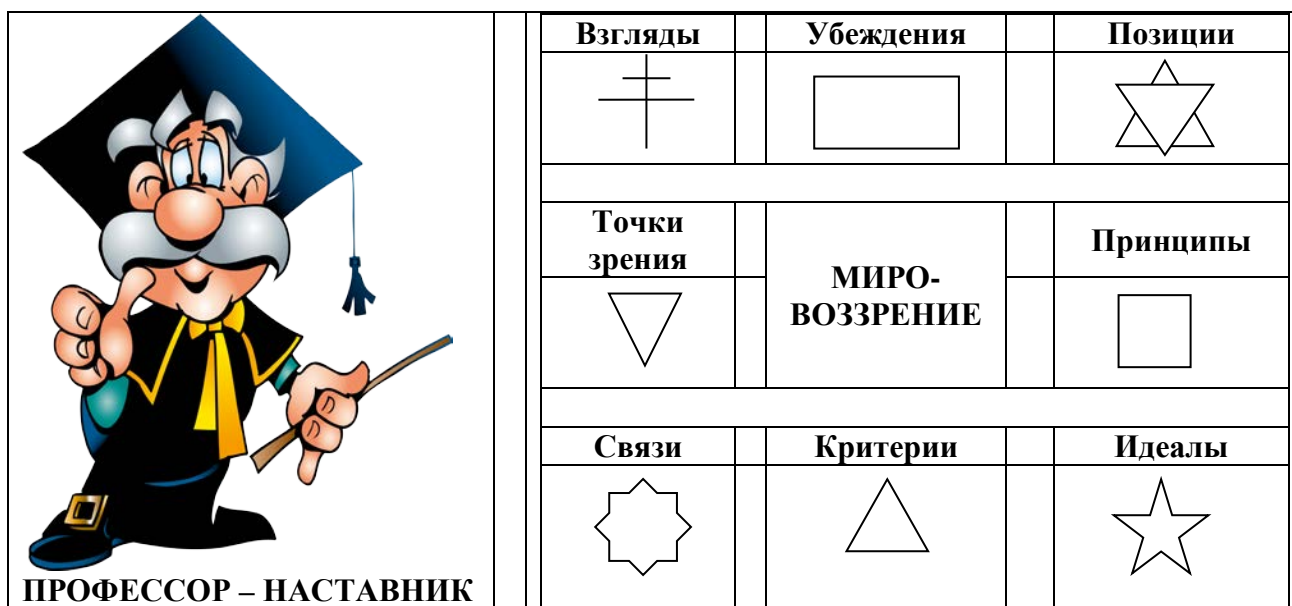 Взгляды Убеждения Позиции
Точки
зрения
МИРО-
ВОЗЗРЕНИЕ
Принципы
Связи Критерии Идеалы
ПРОФЕССОР – НАСТАВНИК